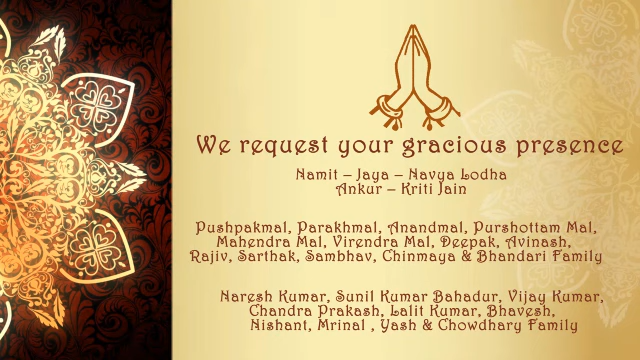 We request your gracious presence
Namit – Jaya – Navya Lodha
Ankur – Kriti Jain
Pushpakmal, Parakhmal, Anandmal, Purshottam Mal,
Mahendra Mal, Virendra Mal, Deepak, Avinash,
Rajiv, Sarthak, Sambhav, Chinmaya & Bhandari Family
Naresh Kumar, Sunil Kumar Bahadur, Vijay Kumar,
Chandra Prakash, Lalit Kumar, Bhavesh,
Nishant, Mrinal , Yash & Chowdhary Family